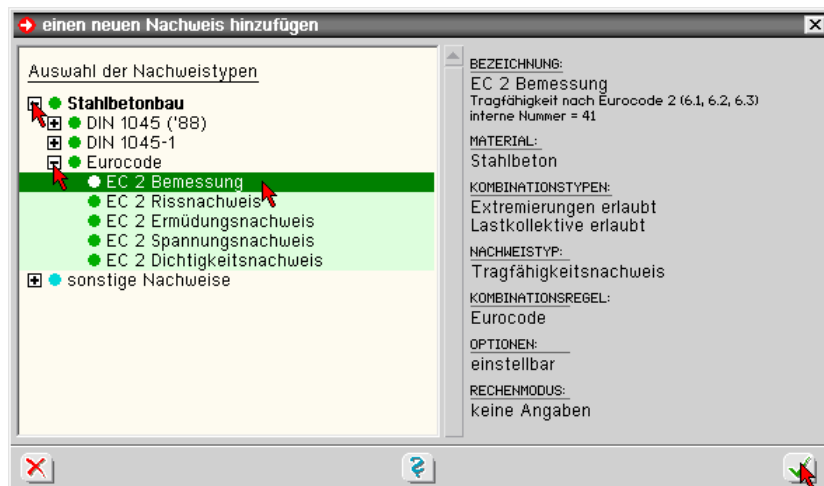 einen neuen Nachweis hinzufügen
Auswahl der Nachweistypen
Stahlbetonbau
DIN 1045 ('88)
DIN 1045-1
Eurocode
EC 2 Bemessung
EC 2 Rissnachweis
EC 2 Ermüdungsnachweis
EC 2 Spannungsnachweis
EC 2 Dichtigkeitsnachweis
sonstige Nachweise
BEZEICHNUNG:
EC 2 Bemessung
Tragfähigkeit nach Eurocode 2 (6.1, 6.2, 6.3)
interne Nummer = 41
MATERIAL:
Stahlbeton
KOMBINATIONSTYPEN:
Extremierungen erlaubt
Lastkollektive erlaubt
NACHWEISTYP:
Tragfähigkeitsnachweis
KOMBINATIONSREGEL:
Eurocode
OPTIONEN:
einstellbar
RECHENMODUS:
keine Angaben